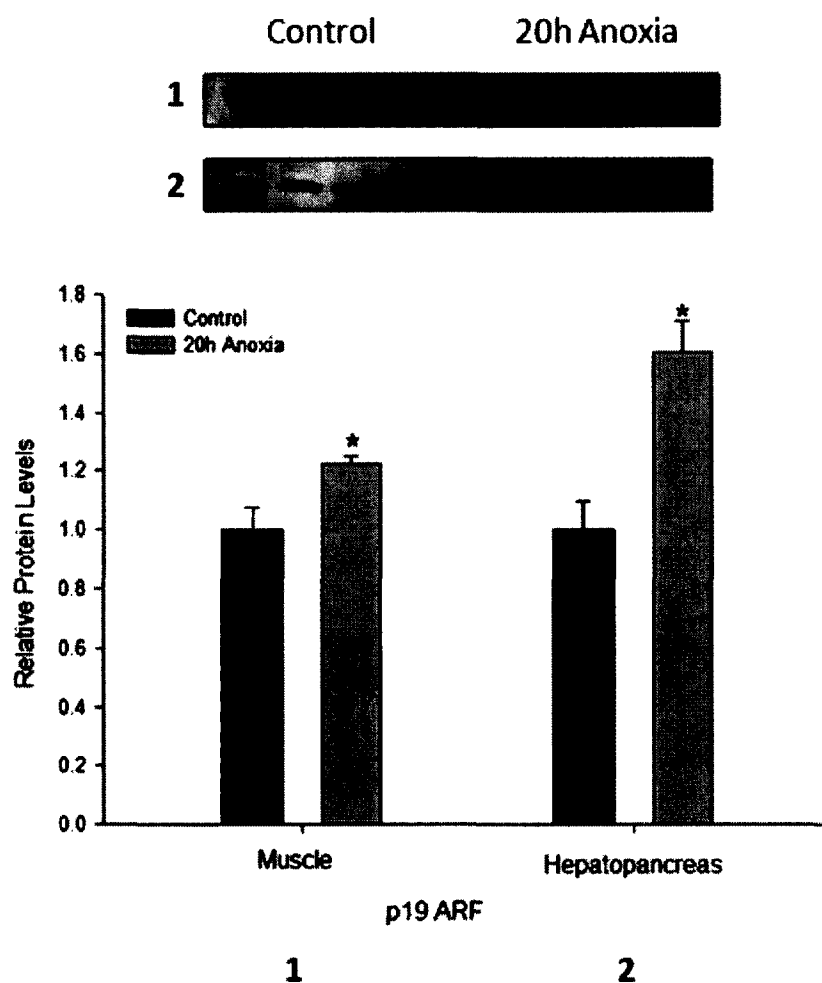 Control 20h Anoxia
1
2
1.8
Control
20h Anoxia
1.6
1.4
1.2
1.0
0.8
0.6
0.4
0.2
0.0
Relative Protein Levels
*
*
Muscle Hepatopancreas
p19 ARF
1 2